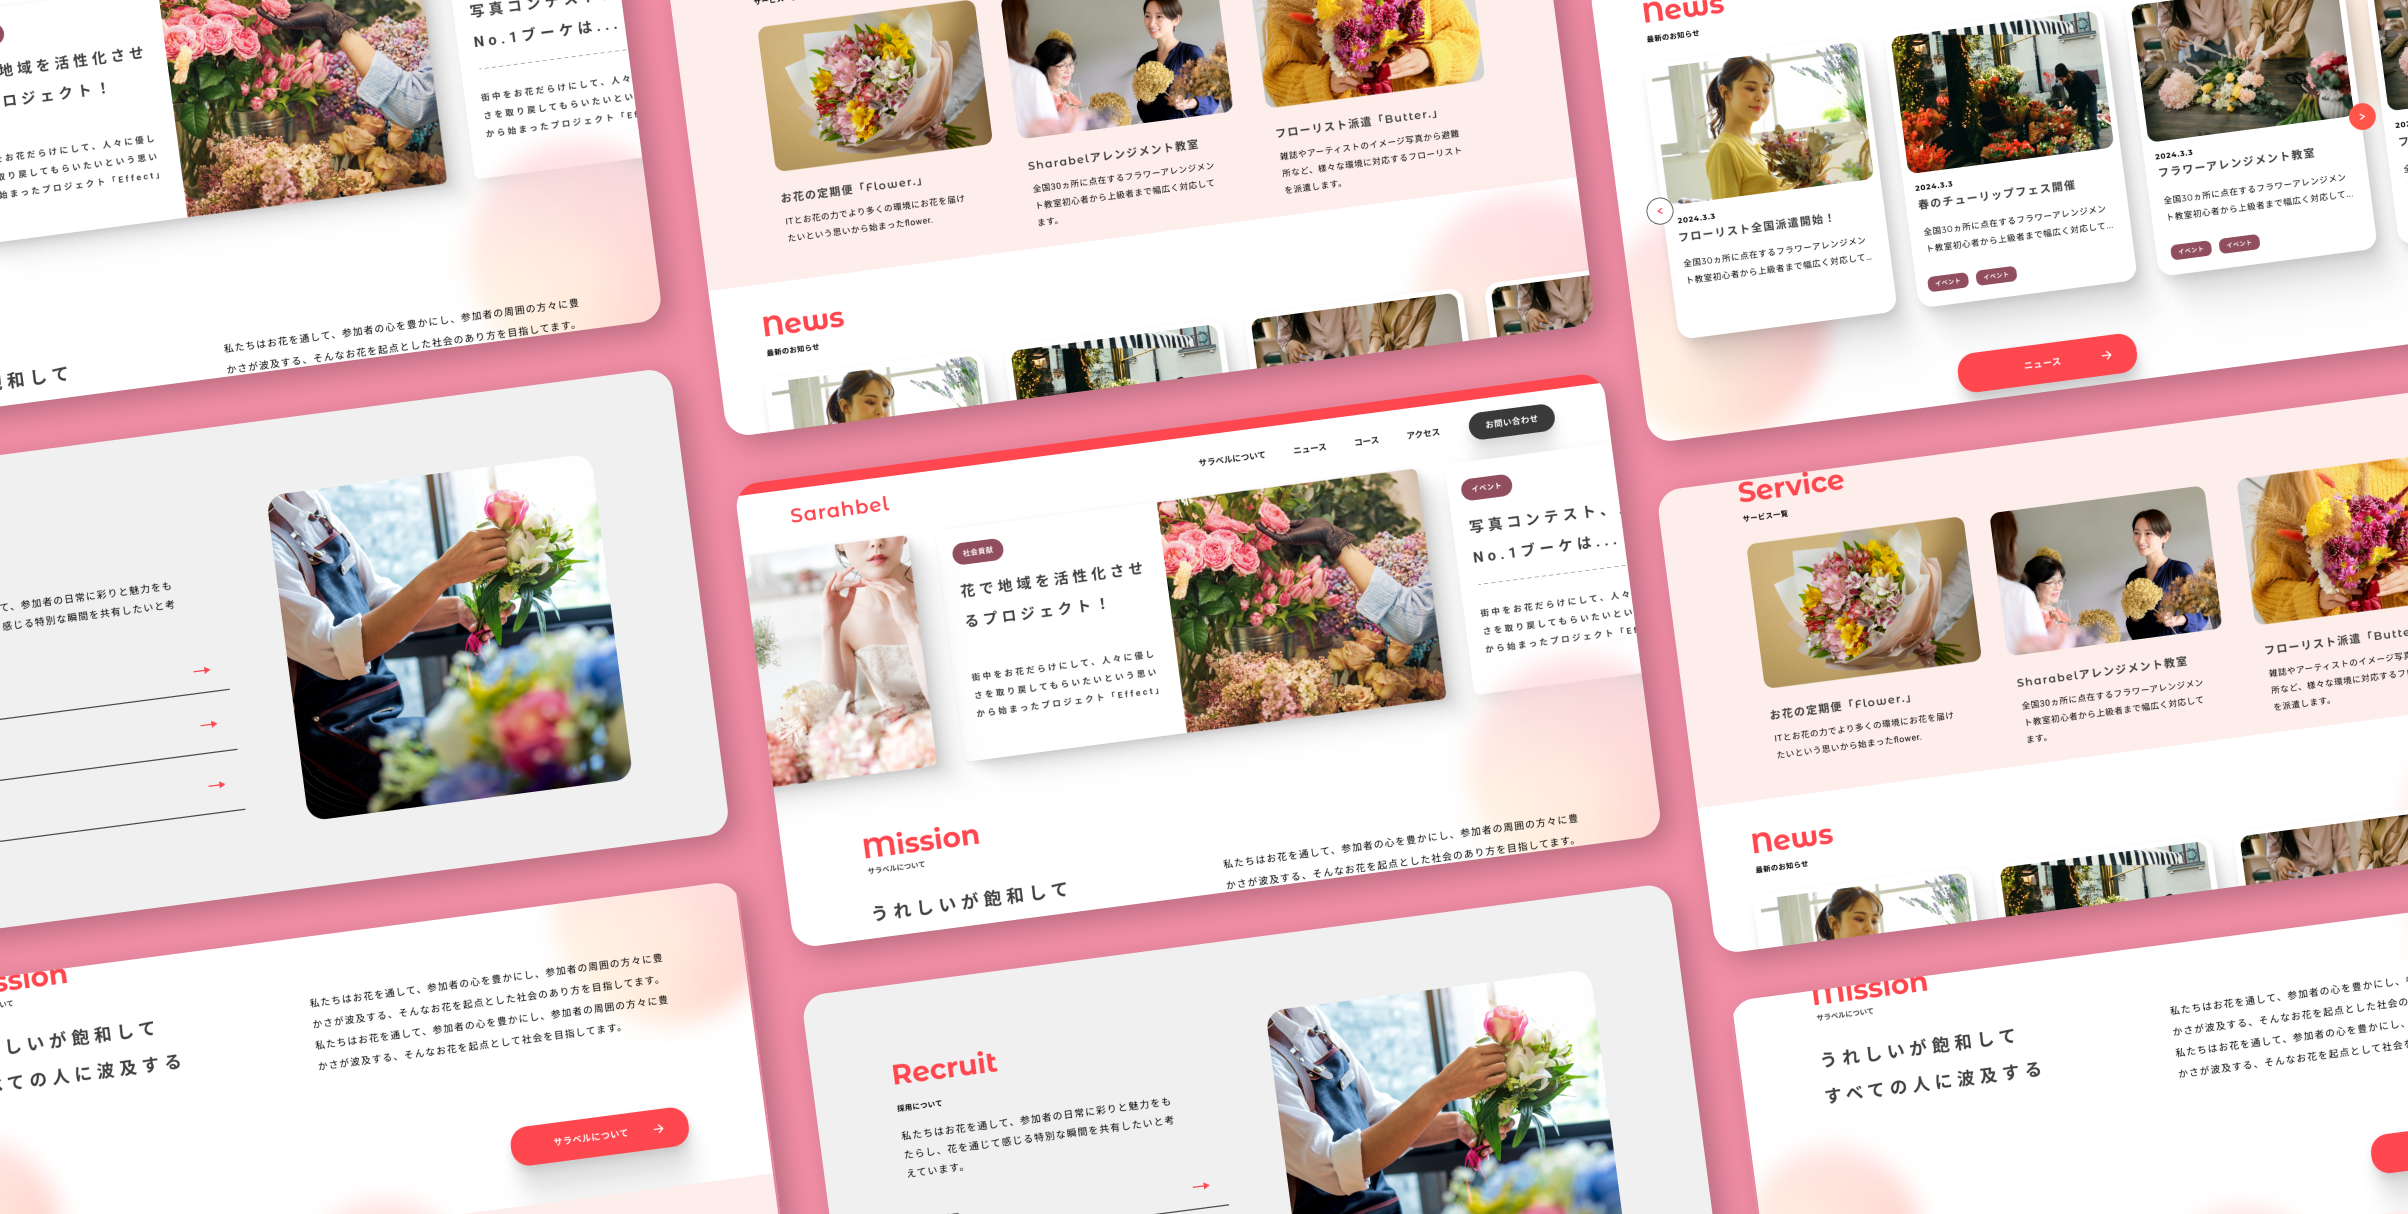 地域を活性化させ
ロジェクト！
お花だらけにして、人々に優し
取り戻してもらいたいという思い
始まったプロジェクト「Effect」
写真コンテスト
No.1ブーケは...
街中をお花だらけにして、人々
さを取り戻してもらいたいとい
から始まったプロジェクト「Ef
私たちはお花を通して、参加者の心を豊かにし、参加者の周囲の方々に豊
かさが波及する、そんなお花を起点とした社会のあり方を目指してます。
和して
お花の定期便「Flower.」
ITとお花の力でより多くの環境にお花を届け
たいという思いから始まったflower.
Sharabelアレンジメント教室
全国30ヵ所に点在するフラワーアレンジメン
ト教室初心者から上級者まで幅広く対応して
ます。
フローリスト派遣「Butter.」
雑誌やアーティストのイメージ写真から避難
所など、様々な環境に対応するフローリスト
を派遣します。
News
最新のお知らせ
News
最新のお知らせ
2024.3.3
フローリスト全国派遣開始！
全国30ヵ所に点在するフラワーアレンジメン
ト教室初心者から上級者まで幅広く対応して...
2024.3.3
春のチューリップフェス開催
全国30ヵ所に点在するフラワーアレンジメン
ト教室初心者から上級者まで幅広く対応して...
イベント
イベント
2024.3.3
フラワーアレンジメント教室
全国30ヵ所に点在するフラワーアレンジメン
ト教室初心者から上級者まで幅広く対応して...
イベント
イベント
ニュース
て、参加者の日常に彩りと魅力をも
感じる特別な瞬間を共有したいと考
Sarahbel
サラベルについて
ニュース
コース
アクセス
お問い合わせ
社会貢献
花で地域を活性化させ
るプロジェクト！
街中をお花だらけにして、人々に優し
さを取り戻してもらいたいという思い
から始まったプロジェクト「Effect」
イベント
写真コンテスト、
No.1ブーケは...
街中をお花だらけにして、人々
さを取り戻してもらいたいとい
から始まったプロジェクト「Ef
Mission
サラベルについて
うれしいが飽和して
私たちはお花を通して、参加者の心を豊かにし、参加者の周囲の方々に豊
かさが波及する、そんなお花を起点とした社会のあり方を目指してます。
Service
サービス一覧
お花の定期便「Flower.」
ITとお花の力でより多くの環境にお花を届け
たいという思いから始まったflower.
Sharabelアレンジメント教室
全国30ヵ所に点在するフラワーアレンジメン
ト教室初心者から上級者まで幅広く対応して
ます。
フローリスト派遣「Butte
雑誌やアーティストのイメージ写真
所など、様々な環境に対応するフ
を派遣します。
News
最新のお知らせ
ssion
いて
しいが飽和して
ての人に波及する
私たちはお花を通して、参加者の心を豊かにし、参加者の周囲の方々に豊
かさが波及する、そんなお花を起点とした社会のあり方を目指してます。
私たちはお花を通して、参加者の心を豊かにし、参加者の周囲の方々に豊
かさが波及する、そんなお花を起点として社会を目指してます。
サラベルについて
Recruit
採用について
私たちはお花を通して、参加者の日常に彩りと魅力をも
たらし、花を通じて感じる特別な瞬間を共有したいと考
えています。
Mission
サラベルについて
うれしいが飽和して
すべての人に波及する
私たちはお花を通して、参加者の心を豊かにし、
かさが波及する、そんなお花を起点とした社会の
私たちはお花を通して、参加者の心を豊かにし、
かさが波及する、そんなお花を起点として社会を